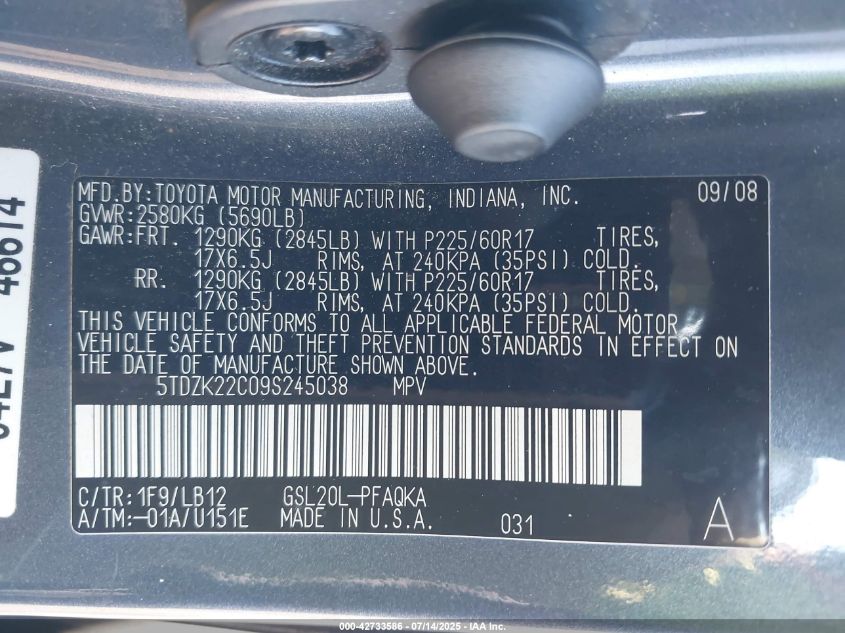 MFD.BY:TOYOTA MOTOR MANUFACTURING, INDIANA, INC. 09/08
GVWR:2580KG (5690LB)
GAWR:FRT. 1290KG (2845LB) WITH P225/60R17 TIRES,
17X6.5J RIMS, AT 240KPA (35PSI) COLD.
RR. 1290KG (2845LB) WITH P225/60R17 TIRES,
17X6.5J RIMS, AT 240KPA (35PSI) COLD.
THIS VEHICLE CONFORMS TO ALL APPLICABLE FEDERAL MOTOR
VEHICLE SAFETY AND THEFT PREVENTION STANDARDS IN EFFECT ON
THE DATE OF MANUFACTURE SHOWN ABOVE.
5TDZK22C09S245038 MPV
C/TR:1F9/LB12 GSL20L-PFAQKA
A/TM:-01A/U151E MADE IN U.S.A. 031 A
46614
000-42733586 - 07/14/2025 - IAA, Inc.